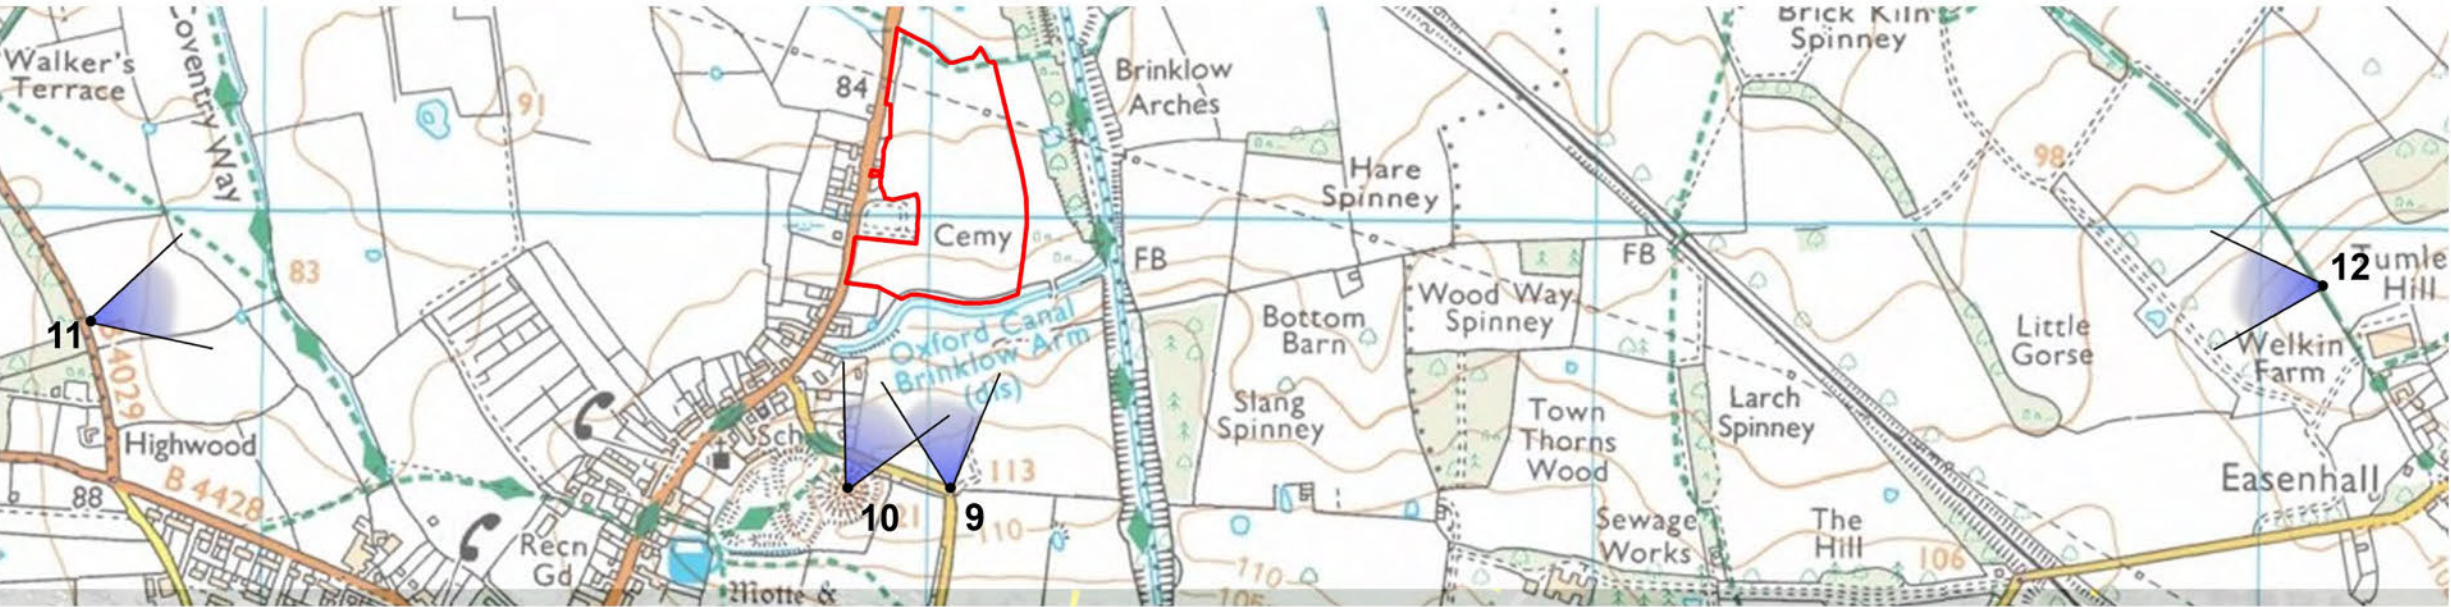 Walker's
Terrace
Coventry Way
91
84
Brinklow
Arches
Brick Kiln
Spinney
98
Hare
Spinney
Cemy
FB
FB
83
11
B 4029
12
Tumle
Hill
Welkin
Farm
Little
Gorse
Wood Way
Spinney
Bottom
Barn
Oxford Canal
Brinklow Arm
(dis)
Slang
Spinney
Town
Thorns
Wood
Larch
Spinney
Highwood
B 4428
88
Sch
113
10
21
9
110
Easenhall
Recn
Gd
Sewage
Works
The
Hill
106
110
105
Motte &